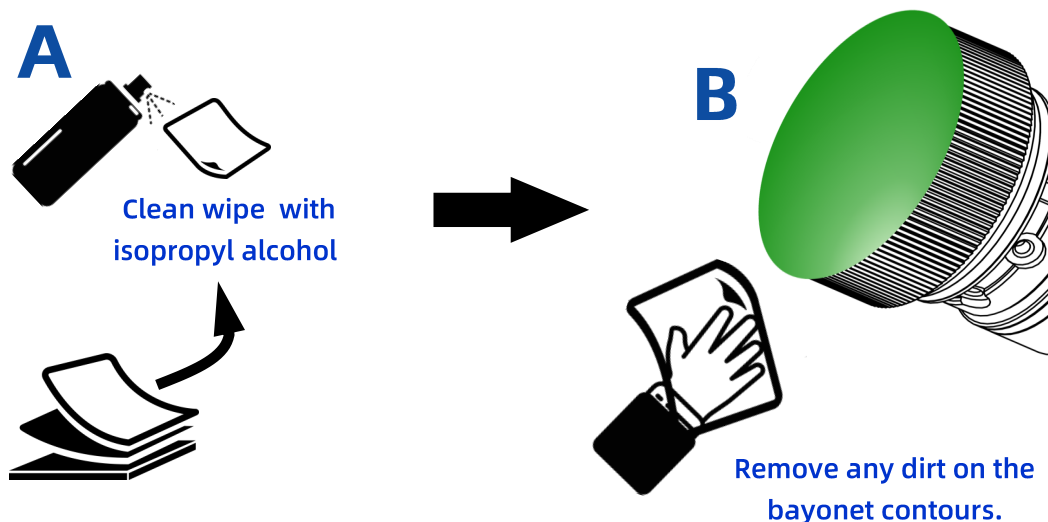 A
Clean wipe with
isopropyl alcohol
B
Remove any dirt on the
bayonet contours.